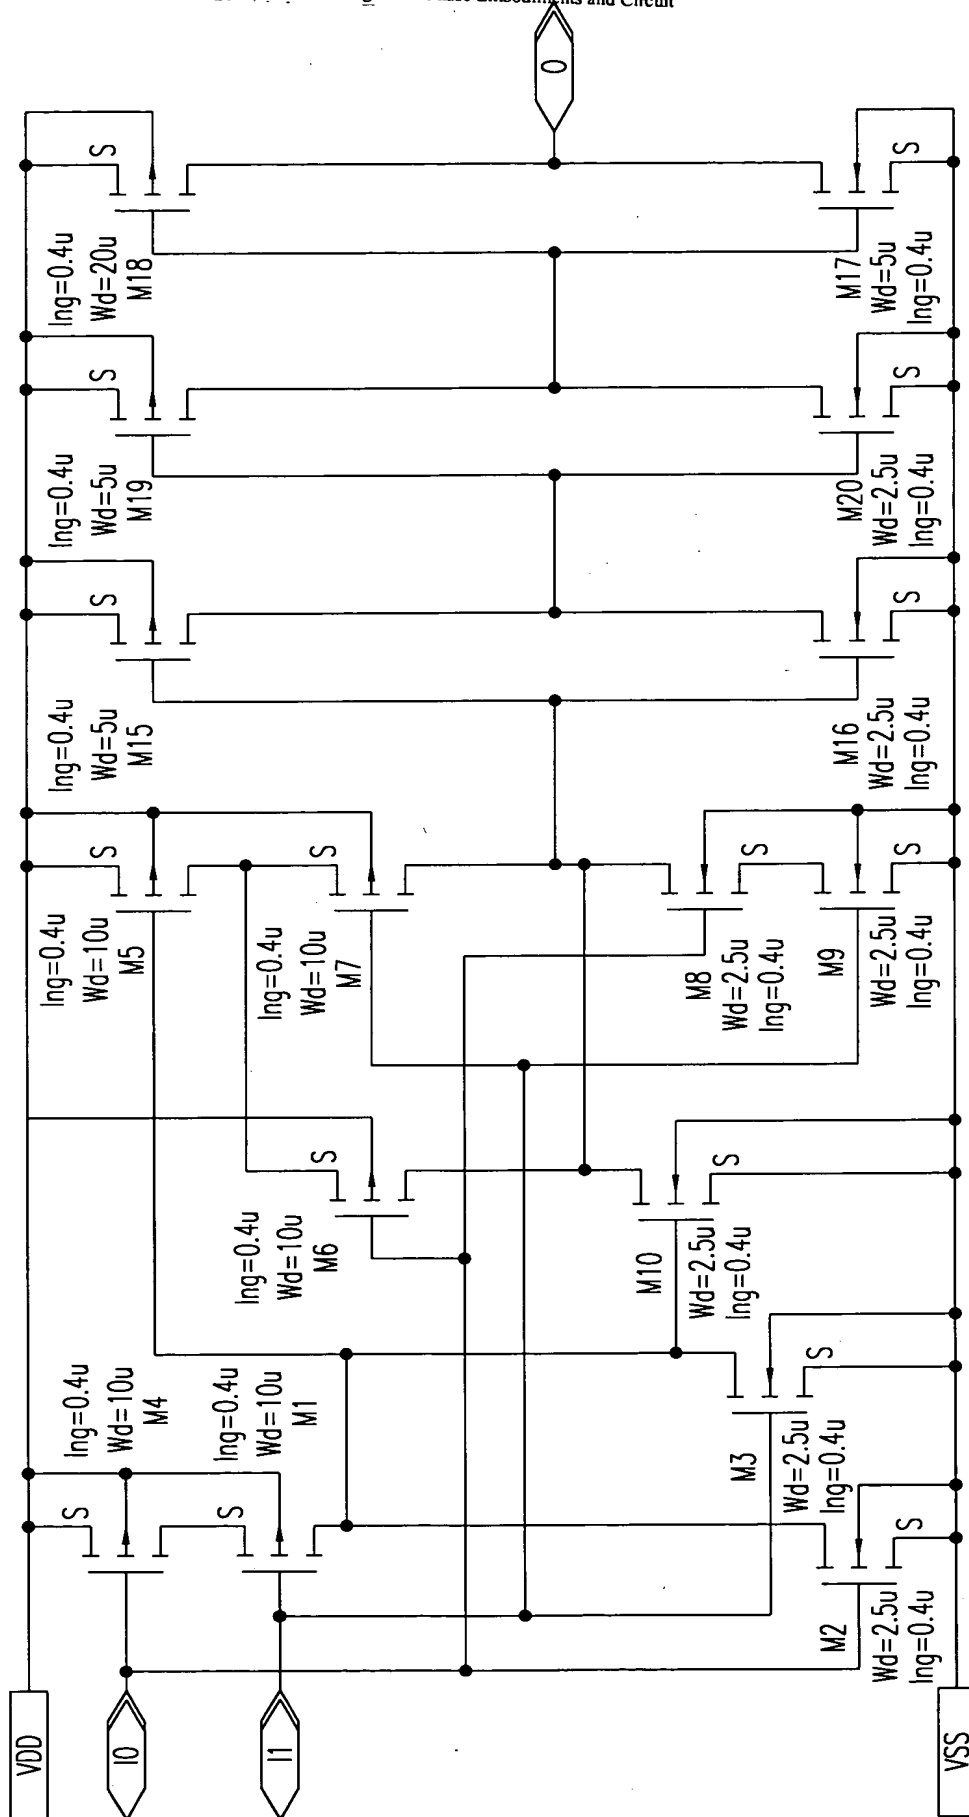 and Circuit
VDD
I0
I1
VSS
lng=0.4u
Wd=10u
M4
S
lng=0.4u
Wd=10u
M1
S
M2
Wd=2.5u
lng=0.4u
S
M3
Wd=2.5u
lng=0.4u
S
lng=0.4u
Wd=10u
M6
S
M10
Wd=2.5u
lng=0.4u
S
lng=0.4u
Wd=10u
M5
S
lng=0.4u
Wd=10u
M7
S
M8
Wd=2.5u
lng=0.4u
S
M9
Wd=2.5u
lng=0.4u
S
lng=0.4u
Wd=5u
M15
S
M16
Wd=2.5u
lng=0.4u
S
lng=0.4u
Wd=5u
M19
S
M20
Wd=2.5u
lng=0.4u
S
lng=0.4u
Wd=20u
M18
S
M17
Wd=5u
lng=0.4u
S
O